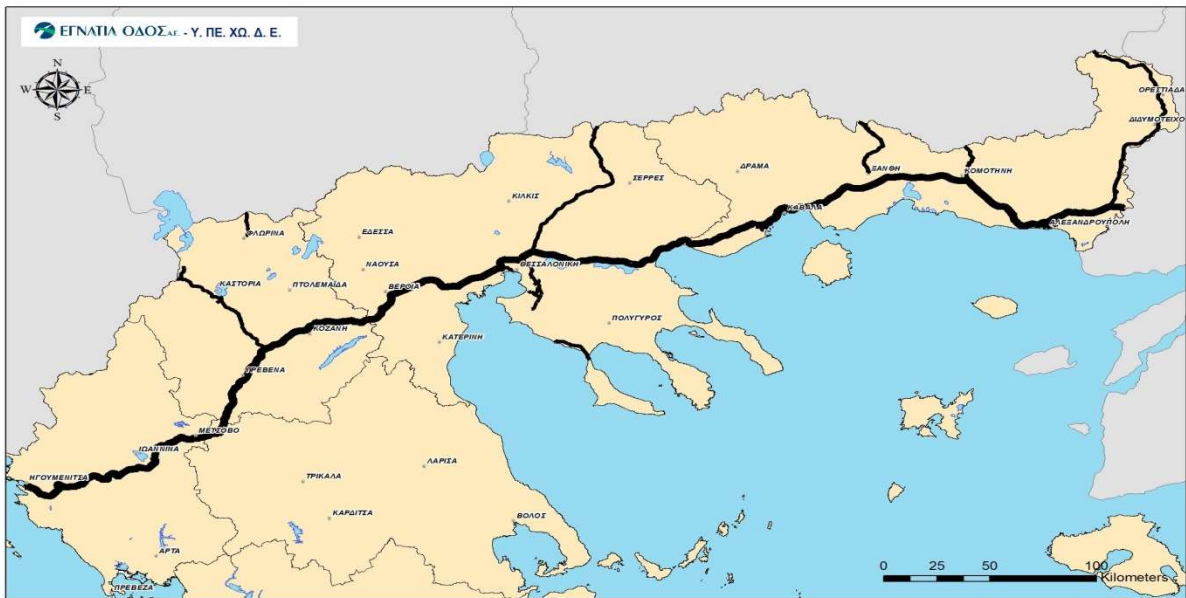 ΕΓΝΑΤΙΑ ΟΔΟΣ Α.Ε. - Υ. ΠΕ. ΧΩ. Δ. Ε.
N
W E
S
ΟΡΕΣΤΙΑΔΑ
ΔΙΔΥΜΟΤΕΙΧΟ
ΔΡΑΜΑ
ΞΑΝΘΗ
ΚΟΜΟΤΗΝΗ
ΣΕΡΡΕΣ
ΚΙΛΚΙΣ
ΚΑΒΑΛΑ
ΑΛΕΞΑΝΔΡΟΥΠΟΛΗ
ΦΛΩΡΙΝΑ
ΕΔΕΣΣΑ
ΘΕΣΣΑΛΟΝΙΚΗ
ΝΑΟΥΣΑ
ΚΑΣΤΟΡΙΑ
ΠΤΟΛΕΜΑΪΔΑ
ΒΕΡΟΙΑ
ΠΟΛΥΓΥΡΟΣ
ΚΟΖΑΝΗ
ΚΑΤΕΡΙΝΗ
ΓΡΕΒΕΝΑ
ΜΕΤΣΟΒΟ
ΙΩΑΝΝΙΝΑ
ΛΑΡΙΣΑ
ΗΓΟΥΜΕΝΙΤΣΑ
ΤΡΙΚΑΛΑ
ΚΑΡΔΙΤΣΑ
ΒΟΛΟΣ
ΑΡΤΑ
ΠΡΕΒΕΖΑ
0 25 50 100
Kilometers